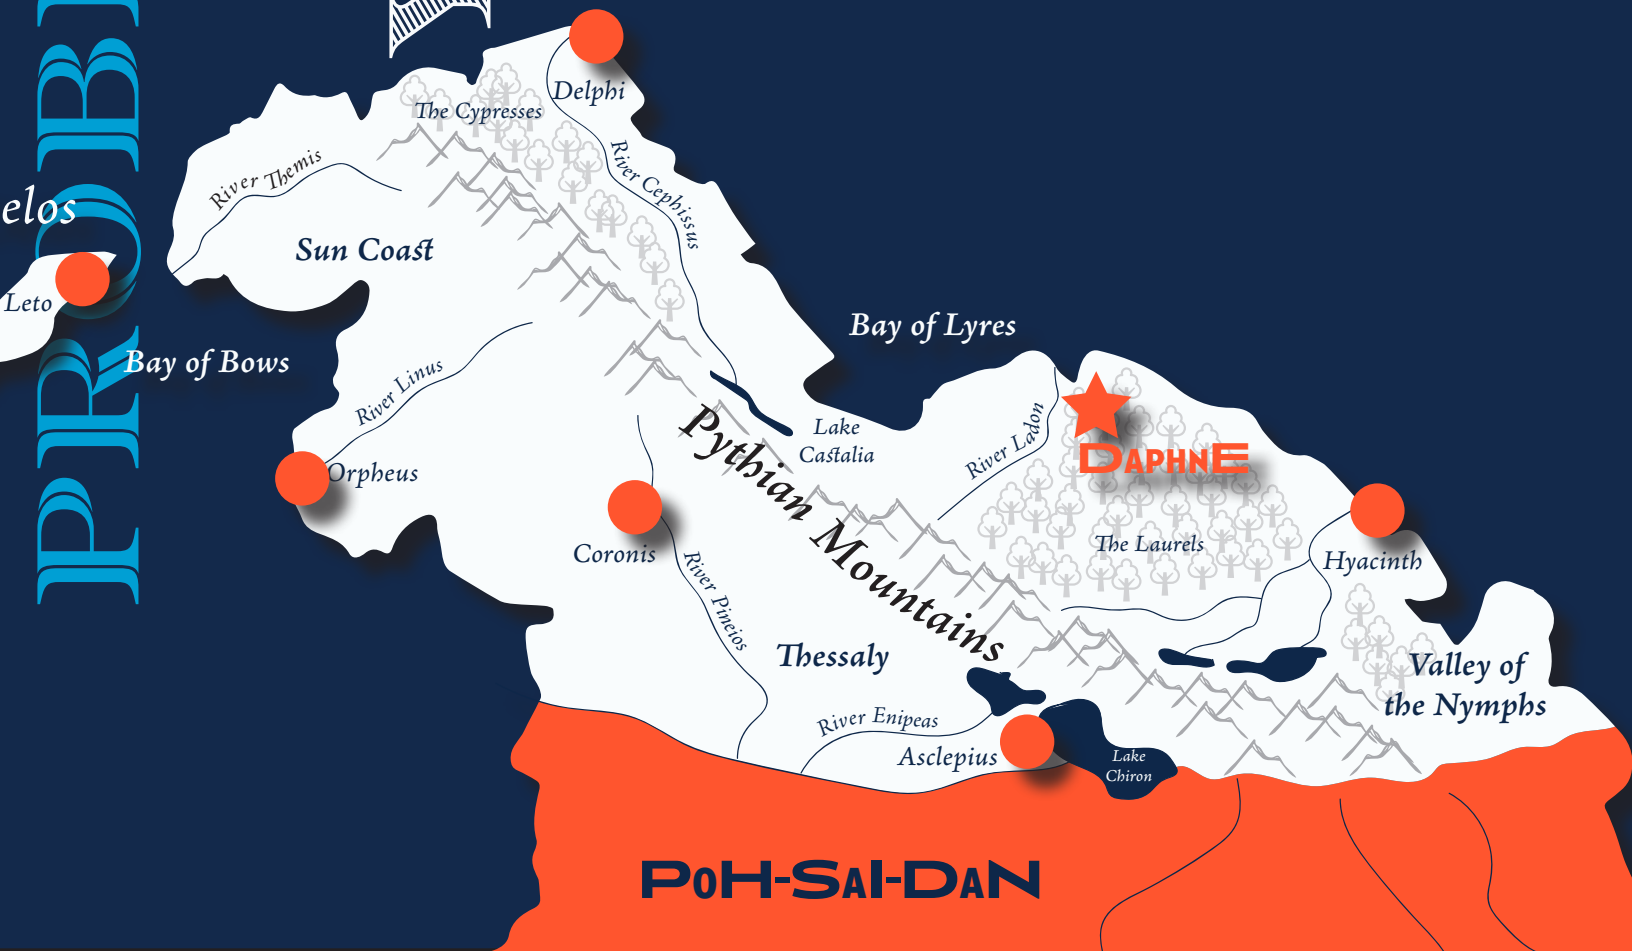 Delphi
The Cypresses
River Cephissus
River Themis
elos
Sun Coast
Leto
Bay of Lyres
Bay of Bows
River Linus
Lake
Castalia
River Ladon
Daphne
Orpheus
Pythian Mountains
The Laurels
Coronis
Hyacinth
River Pineios
Thessaly
Valley of
the Nymphs
River Enipeas
Asclepius
Lake
Chiron
PoH-SaI-DaN